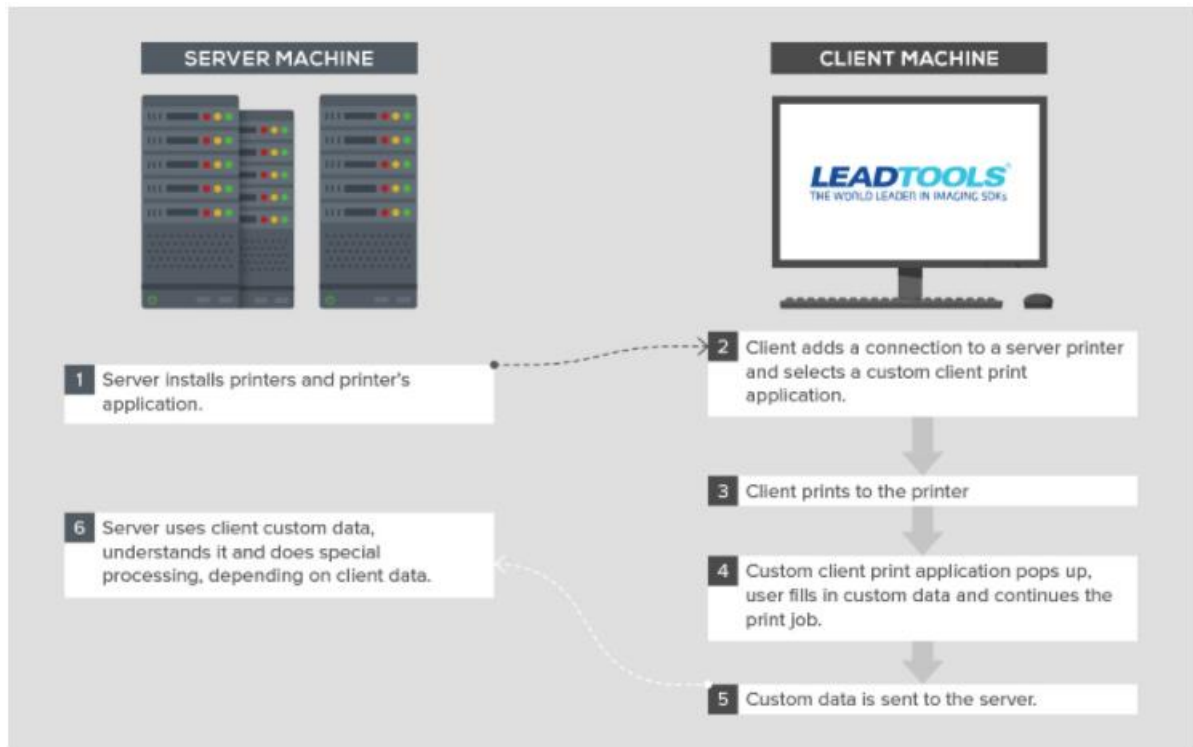 SERVER MACHINE
CLIENT MACHINE
LEADTOOLS®
THE WORLD LEADER IN IMAGING SDKs
1 Server installs printers and printer's
application.
2 Client adds a connection to a server printer
and selects a custom client print
application.
3 Client prints to the printer
4 Custom client print application pops up,
user fills in custom data and continues the
print job.
5 Custom data is sent to the server.
6 Server uses client custom data,
understands it and does special
processing, depending on client data.